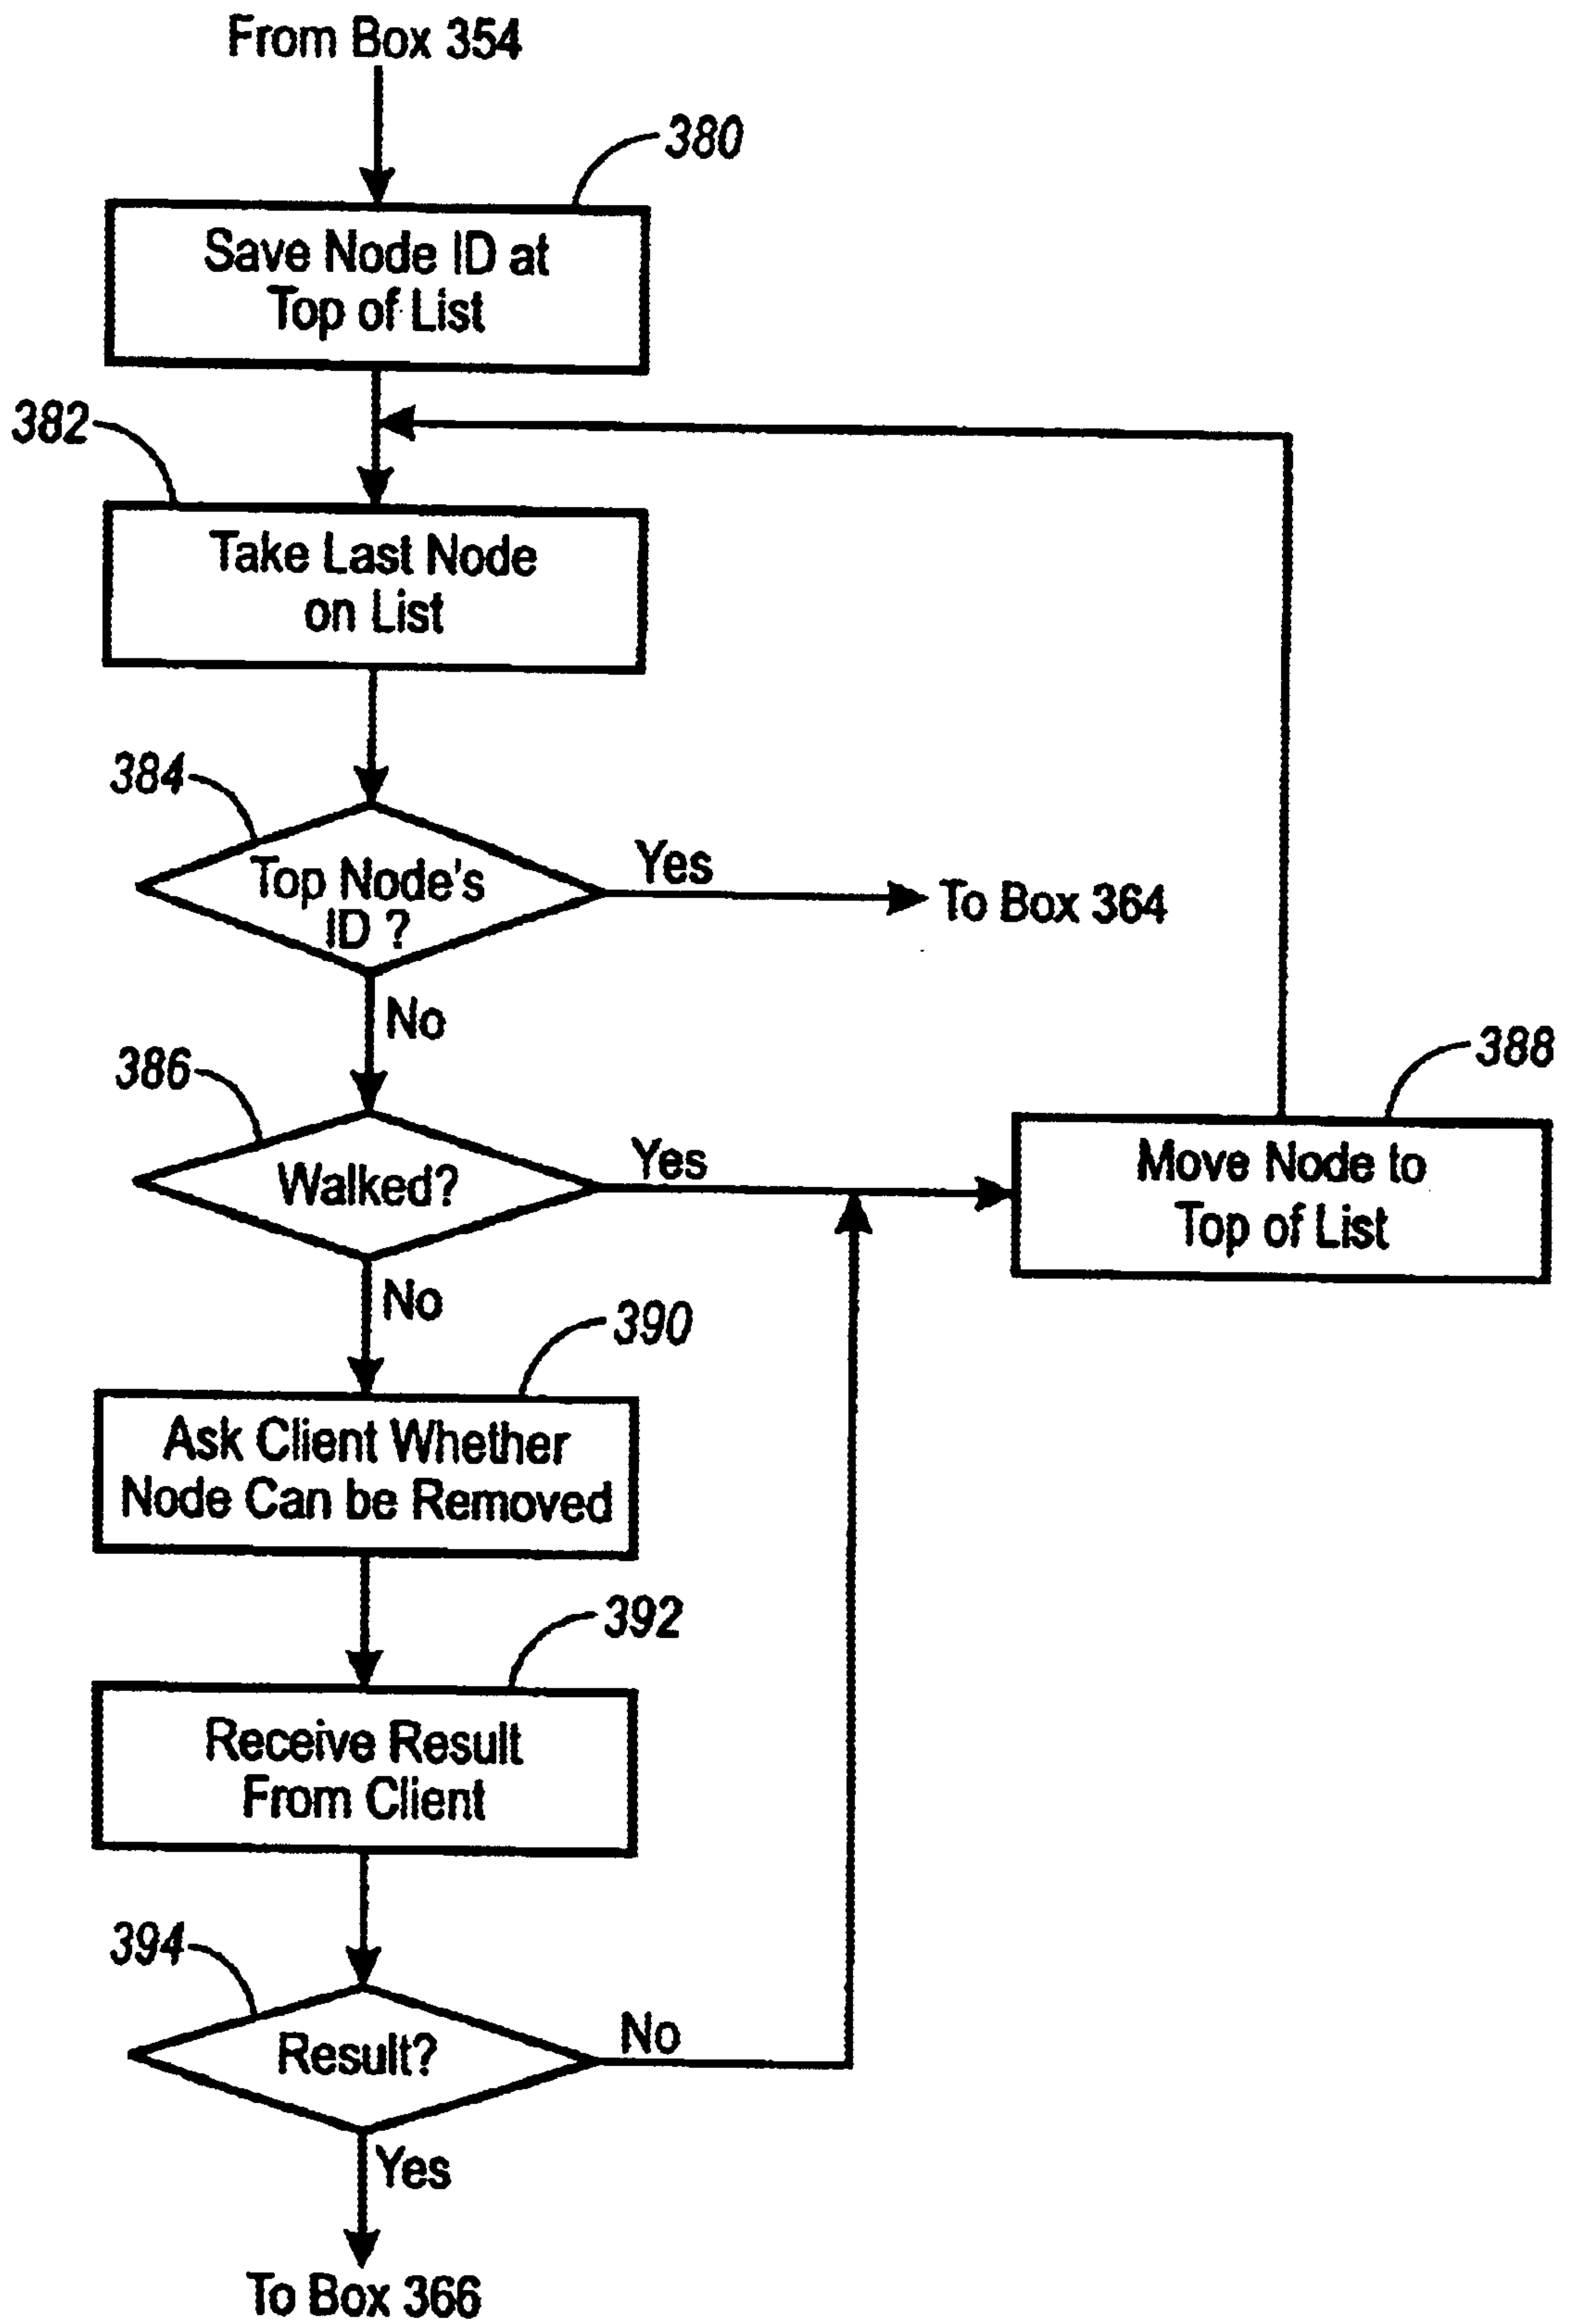 From Box 354
380
Save Node ID at
Top of List
382
Take Last Node
on List
384
Top Node's
ID ?
Yes
To Box 364
No
386
Walked?
Yes
388
Move Node to
Top of List
No
390
Ask Client Whether
Node Can be Removed
392
Receive Result
From Client
394
Result?
No
Yes
To Box 366